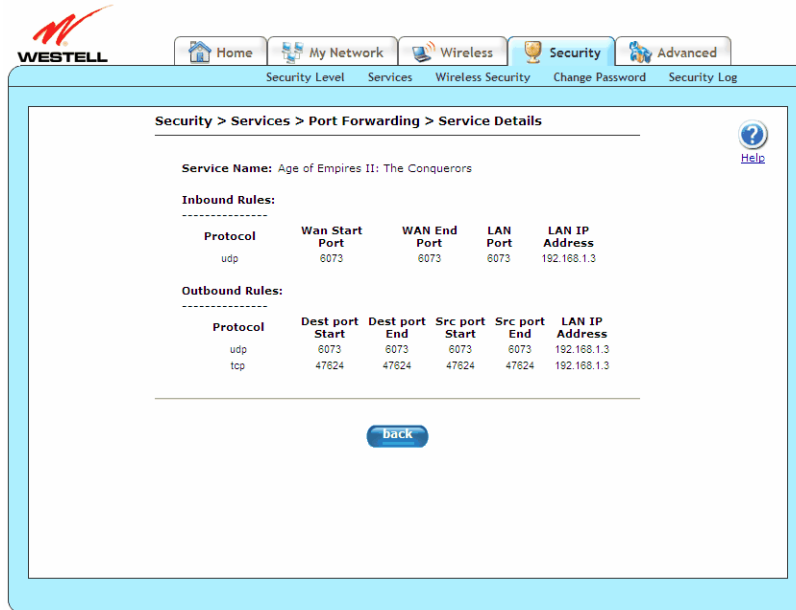 WESTELL
Home My Network Wireless Security Advanced
Security Level Services Wireless Security Change Password Security Log
Security > Services > Port Forwarding > Service Details
Help
Service Name: Age of Empires II: The Conquerors
Inbound Rules:
---------------
Protocol Wan Start Port WAN End Port LAN Port LAN IP Address
udp 6073 6073 6073 192.168.1.3
Outbound Rules:
---------------
Protocol Dest port Start Dest port End Src port Start Src port End LAN IP Address
udp 6073 6073 6073 6073 192.168.1.3
tcp 47624 47624 47624 47624 192.168.1.3
back